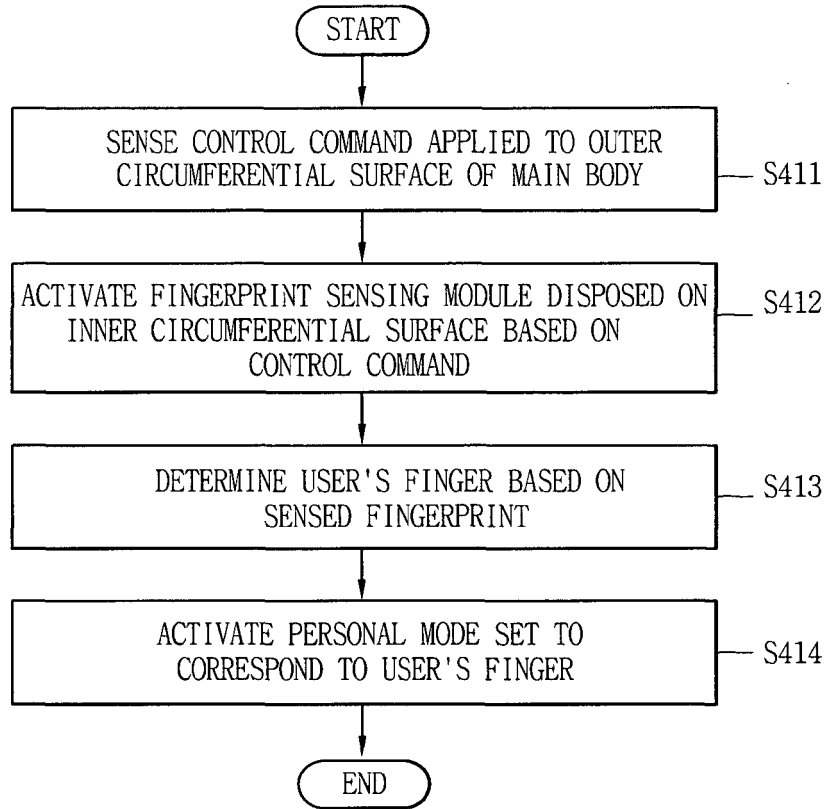 START
SENSE CONTROL COMMAND APPLIED TO OUTER
CIRCUMFERENTIAL SURFACE OF MAIN BODY
S411
ACTIVATE FINGERPRINT SENSING MODULE DISPOSED ON
INNER CIRCUMFERENTIAL SURFACE BASED ON
CONTROL COMMAND
S412
DETERMINE USER'S FINGER BASED ON
SENSED FINGERPRINT
S413
ACTIVATE PERSONAL MODE SET TO
CORRESPOND TO USER'S FINGER
S414
END